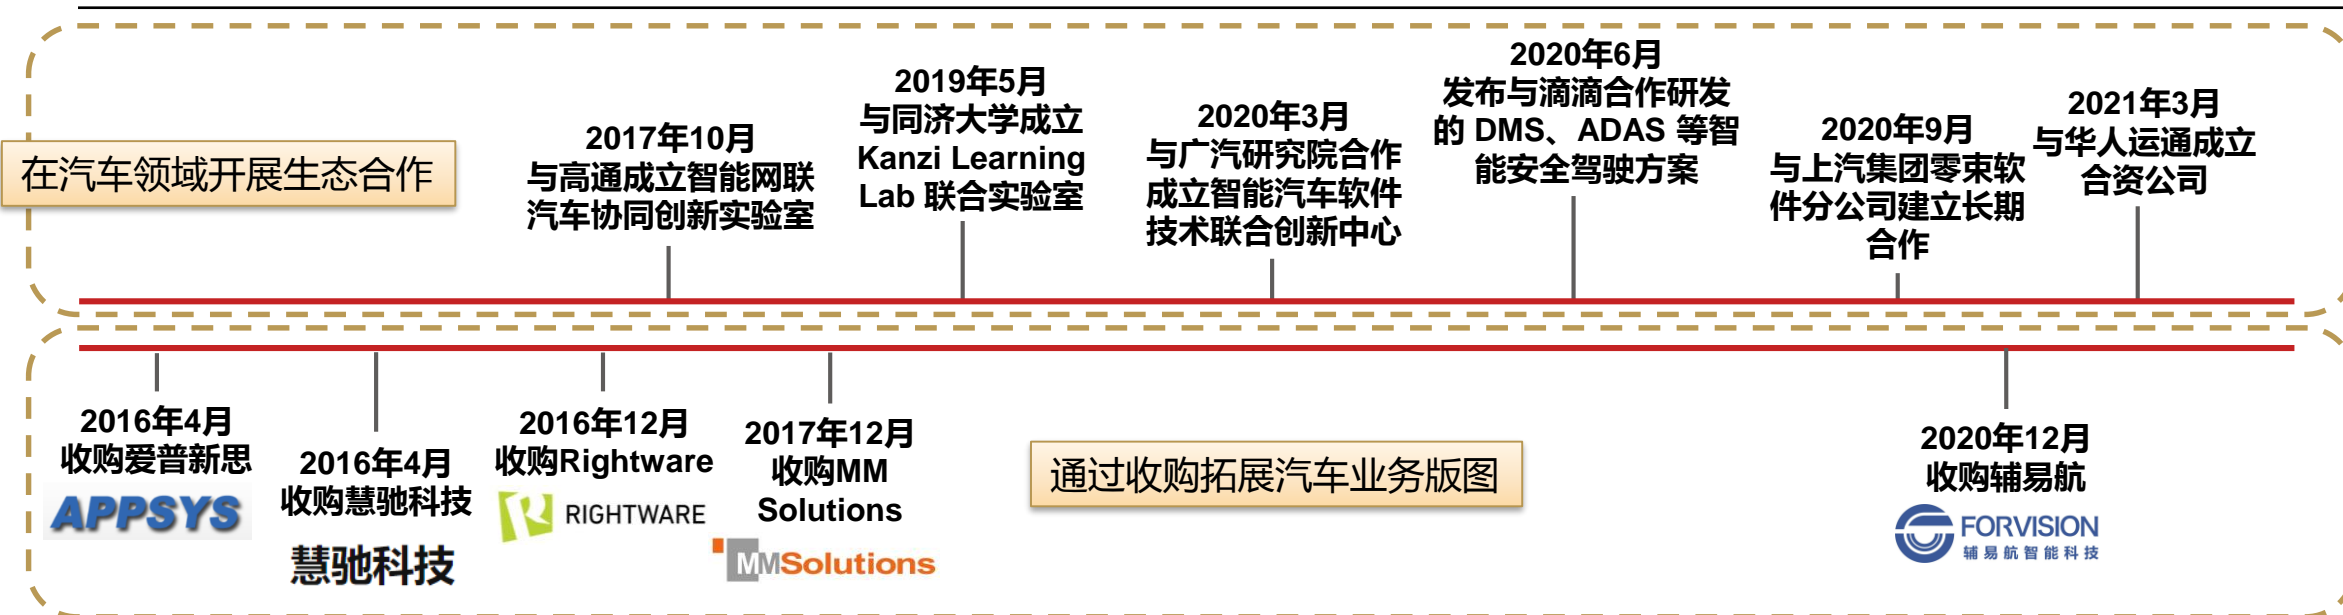 在汽车领域开展生态合作
2017年10月
与高通成立智能网联
汽车协同创新实验室
2019年5月
与同济大学成立
Kanzi Learning
Lab 联合实验室
2020年3月
与广汽研究院合作
成立智能汽车软件
技术联合创新中心
2020年6月
发布与滴滴合作研发
的 DMS、ADAS 等智
能安全驾驶方案
2020年9月
与上汽集团零束软
件分公司建立长期
合作
2021年3月
与华人运通成立
合资公司
2016年4月
收购爱普新思
APPSYS
2016年4月
收购慧驰科技
慧驰科技
2016年12月
收购Rightware
RIGHTWARE
2017年12月
收购MM
Solutions
MMSolutions
通过收购拓展汽车业务版图
2020年12月
收购辅易航
FORVISION
辅易航智能科技